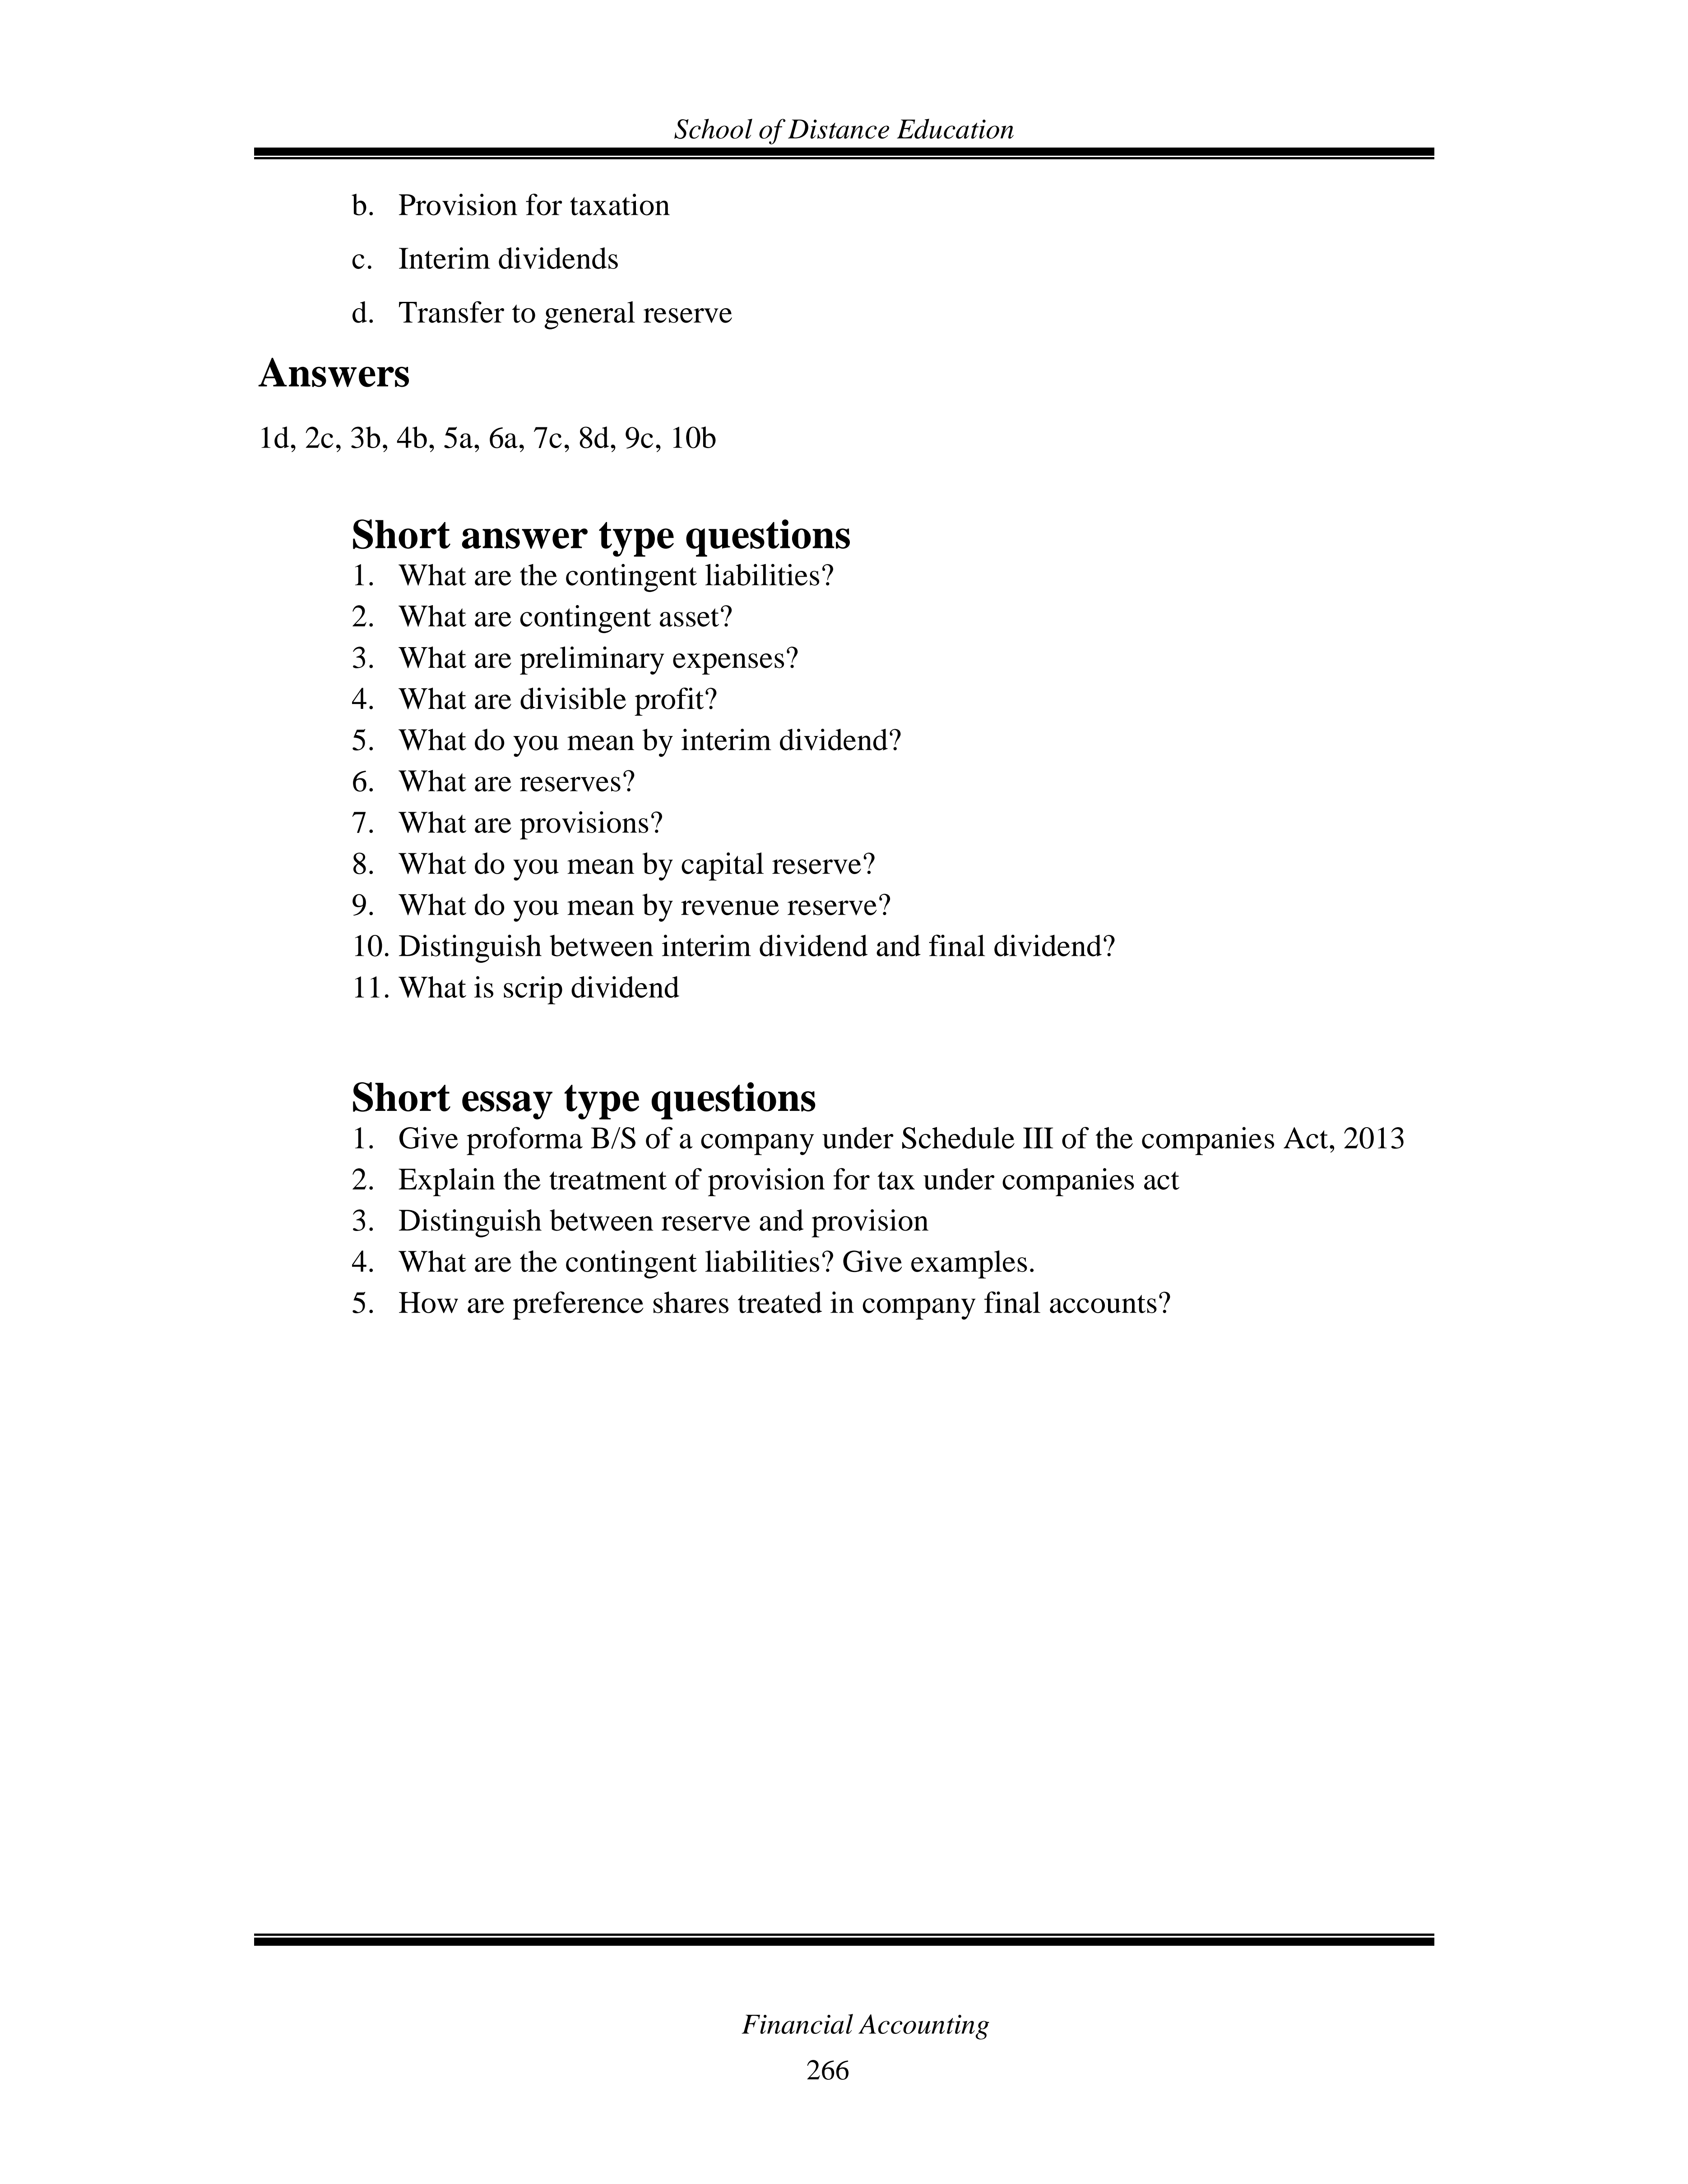 School of Distance Education
b. Provision for taxation
c. Interim dividends
d. Transfer to general reserve
Answers
1d, 2c, 3b, 4b, 5a, 6a, 7c, 8d, 9c, 10b
Short answer type questions
1. What are the contingent liabilities?
2. What are contingent asset?
3. What are preliminary expenses?
4. What are divisible profit?
5. What do you mean by interim dividend?
6. What are reserves?
7. What are provisions?
8. What do you mean by capital reserve?
9. What do you mean by revenue reserve?
10. Distinguish between interim dividend and final dividend?
11. What is scrip dividend
Short essay type questions
1. Give proforma B/S of a company under Schedule III of the companies Act, 2013
2. Explain the treatment of provision for tax under companies act
3. Distinguish between reserve and provision
4. What are the contingent liabilities? Give examples.
5. How are preference shares treated in company final accounts?
Financial Accounting
266